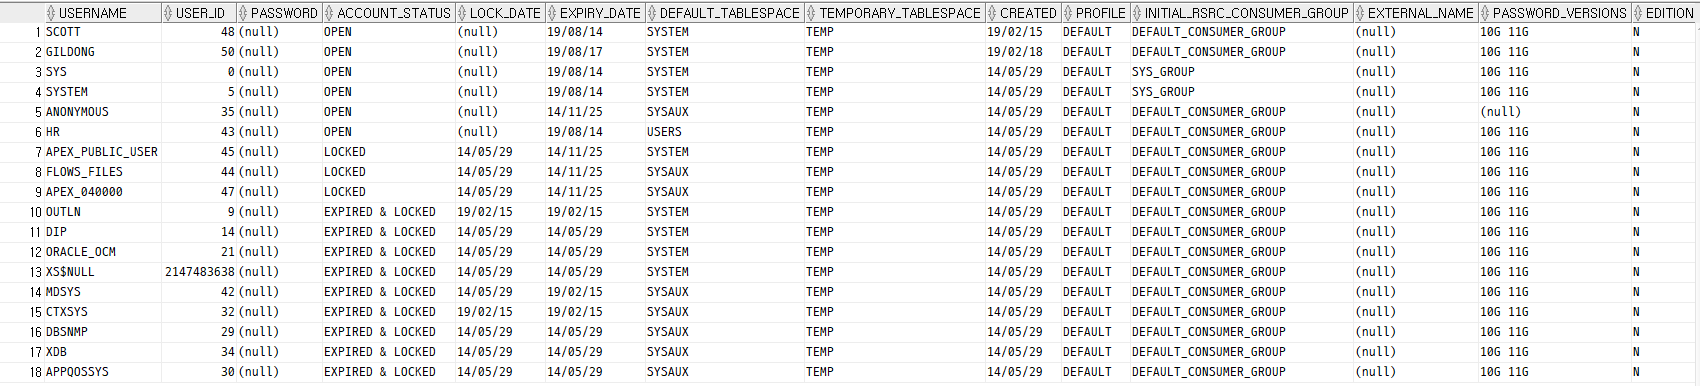 USERNAME USER_ID PASSWORD ACCOUNT_STATUS LOCK_DATE EXPIRY_DATE DEFAULT_TABLESPACE TEMPORARY_TABLESPACE CREATED PROFILE INITIAL_RSRC_CONSUMER_GROUP EXTERNAL_NAME PASSWORD_VERSIONS EDITION
1 SCOTT 48 (null) OPEN (null) 19/08/14 SYSTEM TEMP 19/02/15 DEFAULT DEFAULT_CONSUMER_GROUP (null) 10G 11G N
2 GILDONG 50 (null) OPEN (null) 19/08/17 SYSTEM TEMP 19/02/18 DEFAULT DEFAULT_CONSUMER_GROUP (null) 10G 11G N
3 SYS 0 (null) OPEN (null) 19/08/14 SYSTEM TEMP 14/05/29 DEFAULT SYS_GROUP (null) 10G 11G N
4 SYSTEM 5 (null) OPEN (null) 19/08/14 SYSTEM TEMP 14/05/29 DEFAULT SYS_GROUP (null) 10G 11G N
5 ANONYMOUS 35 (null) OPEN (null) 14/11/25 SYSAUX TEMP 14/05/29 DEFAULT DEFAULT_CONSUMER_GROUP (null) (null) N
6 HR 43 (null) OPEN (null) 19/08/14 USERS TEMP 14/05/29 DEFAULT DEFAULT_CONSUMER_GROUP (null) 10G 11G N
7 APEX_PUBLIC_USER 45 (null) LOCKED 14/05/29 14/11/25 SYSTEM TEMP 14/05/29 DEFAULT DEFAULT_CONSUMER_GROUP (null) 10G 11G N
8 FLOWS_FILES 44 (null) LOCKED 14/05/29 14/11/25 SYSAUX TEMP 14/05/29 DEFAULT DEFAULT_CONSUMER_GROUP (null) 10G 11G N
9 APEX_040000 47 (null) LOCKED 14/05/29 14/11/25 SYSAUX TEMP 14/05/29 DEFAULT DEFAULT_CONSUMER_GROUP (null) 10G 11G N
10 OUTLN 9 (null) EXPIRED & LOCKED 19/02/15 19/02/15 SYSTEM TEMP 14/05/29 DEFAULT DEFAULT_CONSUMER_GROUP (null) 10G 11G N
11 DIP 14 (null) EXPIRED & LOCKED 14/05/29 14/05/29 SYSTEM TEMP 14/05/29 DEFAULT DEFAULT_CONSUMER_GROUP (null) 10G 11G N
12 ORACLE_OCM 21 (null) EXPIRED & LOCKED 14/05/29 14/05/29 SYSTEM TEMP 14/05/29 DEFAULT DEFAULT_CONSUMER_GROUP (null) 10G 11G N
13 XS$NULL 2147483638 (null) EXPIRED & LOCKED 14/05/29 14/05/29 SYSTEM TEMP 14/05/29 DEFAULT DEFAULT_CONSUMER_GROUP (null) 10G 11G N
14 MDSYS 42 (null) EXPIRED & LOCKED 14/05/29 19/02/15 SYSAUX TEMP 14/05/29 DEFAULT DEFAULT_CONSUMER_GROUP (null) 10G 11G N
15 CTXSYS 32 (null) EXPIRED & LOCKED 19/02/15 19/02/15 SYSAUX TEMP 14/05/29 DEFAULT DEFAULT_CONSUMER_GROUP (null) 10G 11G N
16 DBSNMP 29 (null) EXPIRED & LOCKED 14/05/29 14/05/29 SYSAUX TEMP 14/05/29 DEFAULT DEFAULT_CONSUMER_GROUP (null) 10G 11G N
17 XDB 34 (null) EXPIRED & LOCKED 14/05/29 14/05/29 SYSAUX TEMP 14/05/29 DEFAULT DEFAULT_CONSUMER_GROUP (null) 10G 11G N
18 APPQOSSYS 30 (null) EXPIRED & LOCKED 14/05/29 14/05/29 SYSAUX TEMP 14/05/29 DEFAULT DEFAULT_CONSUMER_GROUP (null) 10G 11G N